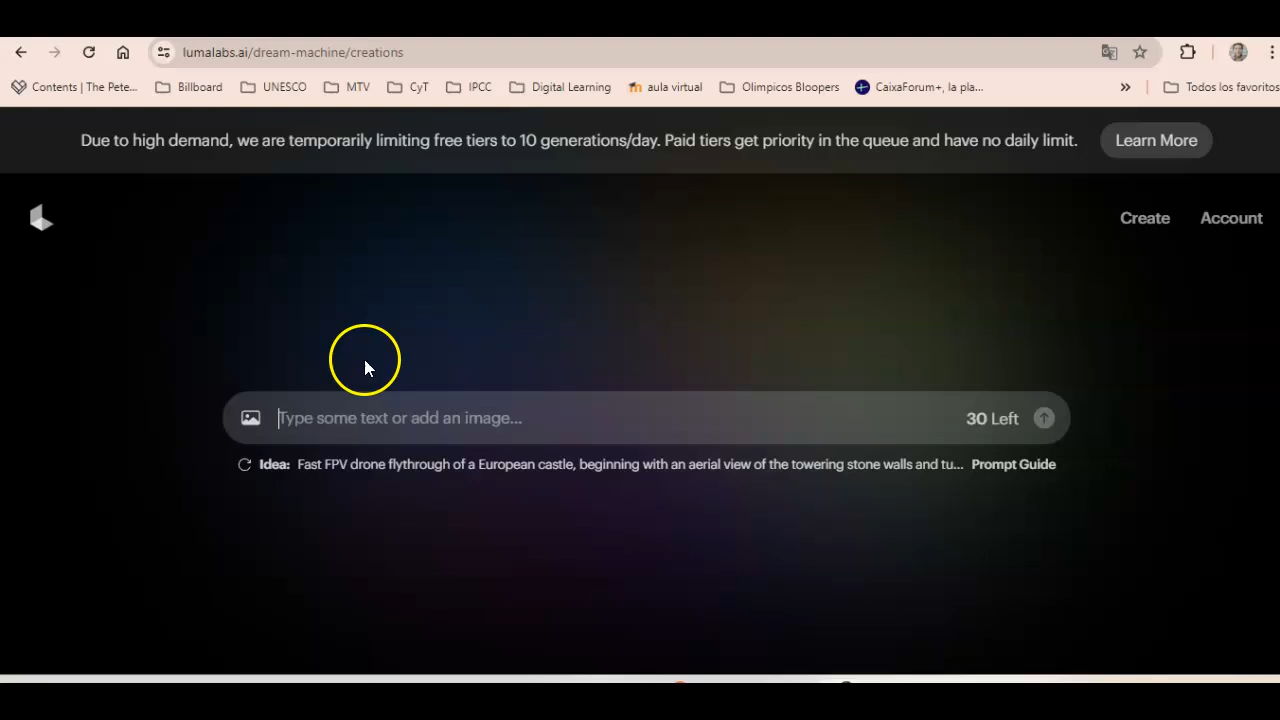 lumalabs.ai/dream-machine/creations
Contents | The Pete... Billboard UNESCO MTV CyT IPCC Digital Learning aula virtual Olimpicos Bloopers CaixaForum+, la pla... » Todos los favoritos
Due to high demand, we are temporarily limiting free tiers to 10 generations/day. Paid tiers get priority in the queue and have no daily limit. Learn More
Create Account
Type some text or add an image... 30 Left
Idea: Fast FPV drone flythrough of a European castle, beginning with an aerial view of the towering stone walls and tu... Prompt Guide